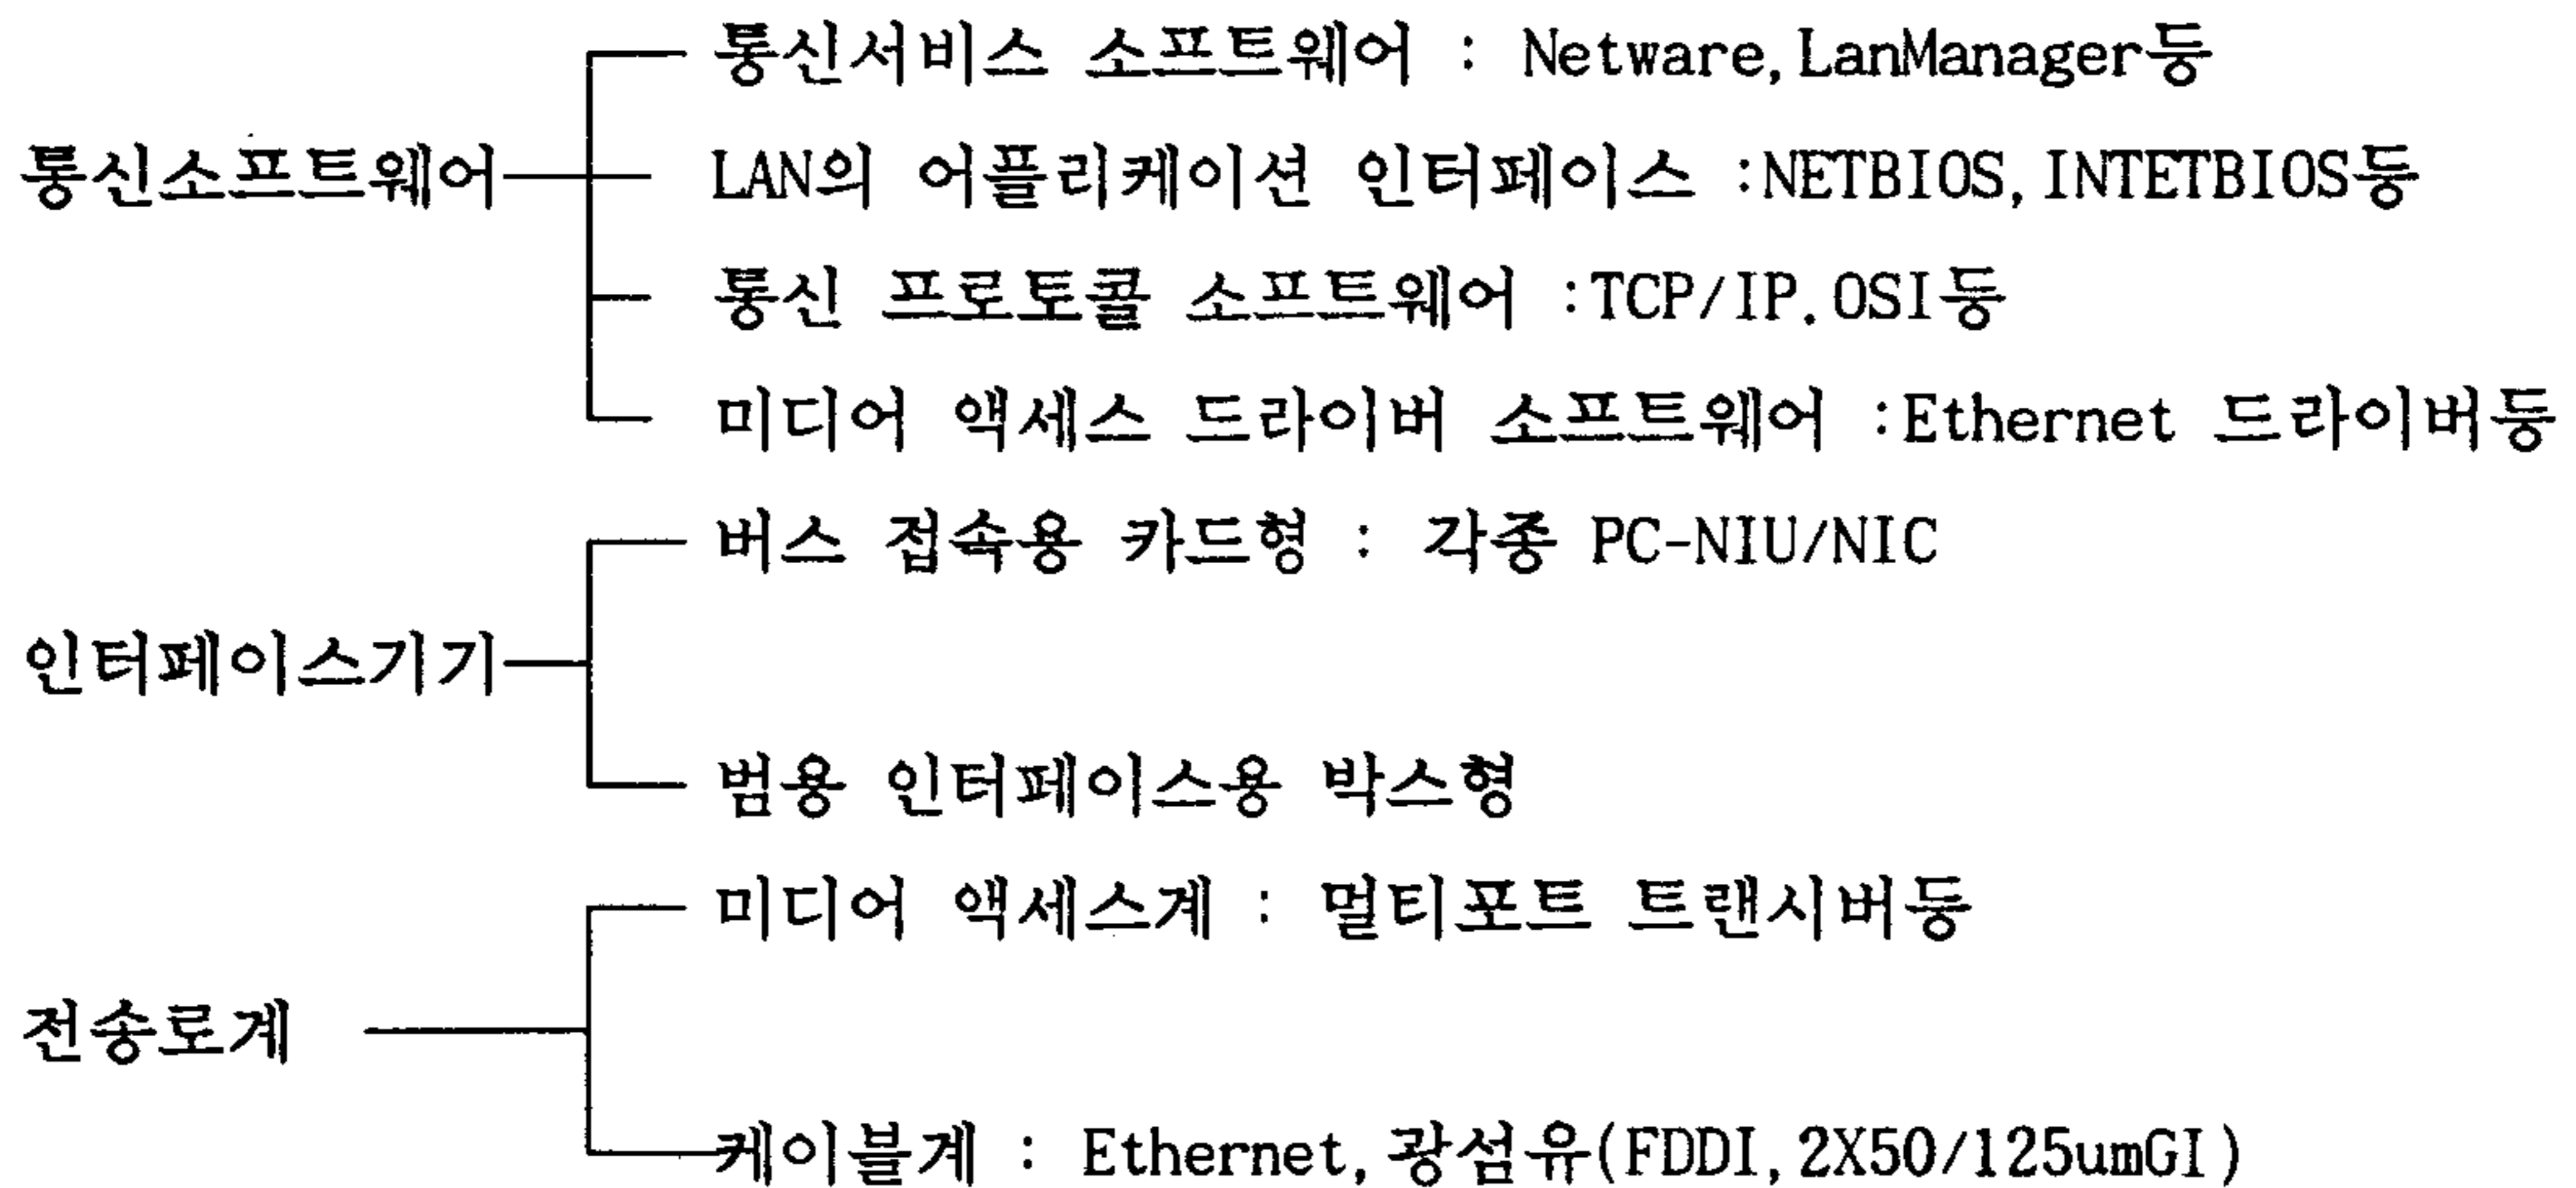 통신서비스 소프트웨어 : Netware,LanManager등
통신소프트웨어
LAN의 어플리케이션 인터페이스 :NETBIOS,INTETBIOS등
통신 프로토콜 소프트웨어 :TCP/IP.OSI등
미디어 액세스 드라이버 소프트웨어 :Ethernet 드라이버등
버스 접속용 카드형 : 각종 PC-NIU/NIC
인터페이스기기
범용 인터페이스용 박스형
미디어 액세스계 : 멀티포트 트랜시버등
전송로계
케이블계 : Ethernet,광섬유(FDDI,2X50/125umGI)